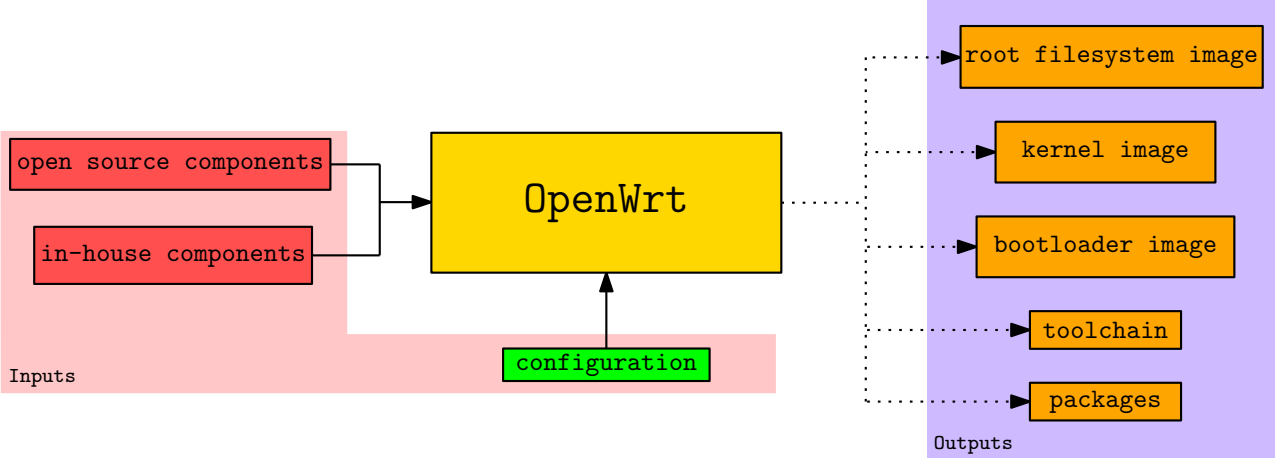 open source components
in-house components
Inputs
OpenWrt
configuration
root filesystem image
kernel image
bootloader image
toolchain
packages
Outputs